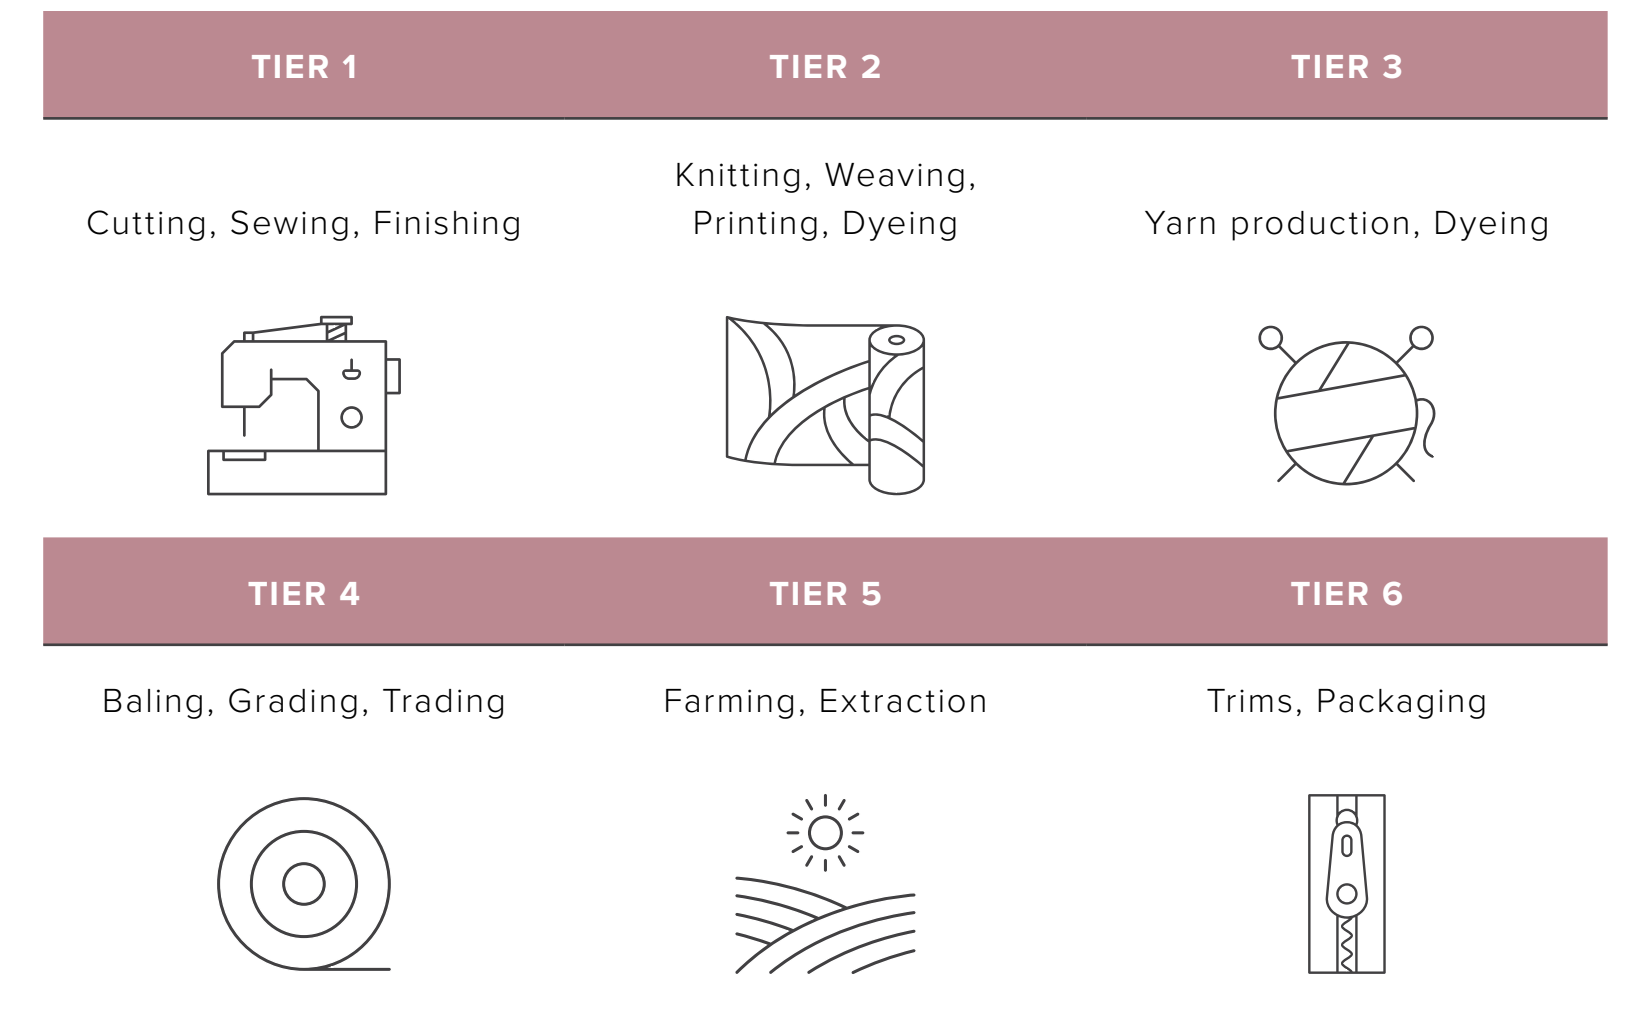 TIER 1
TIER 2
TIER 3
Cutting, Sewing, Finishing
Knitting, Weaving,
Printing, Dyeing
Yarn production, Dyeing
TIER 4
TIER 5
TIER 6
Baling, Grading, Trading
Farming, Extraction
Trims, Packaging